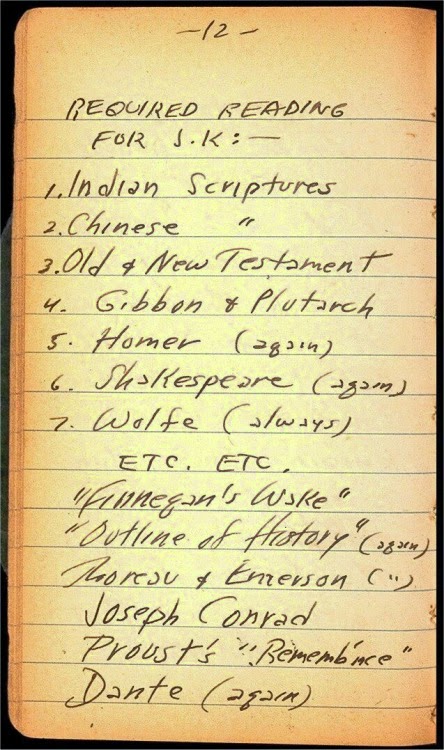 -12-
REQUIRED READING
FOR S.K: —
1. Indian Scriptures
2. Chinese "
3. Old & New Testament
4. Gibbon & Plutarch
5. Homer (again)
6. Shakespeare (again)
7. Wolfe (always)
ETC. ETC.
"Finnegan's Wake"
"Outline of History" (again)
Thoreau & Emerson (")
Joseph Conrad
Proust's "Rememb'nce"
Dante (again)